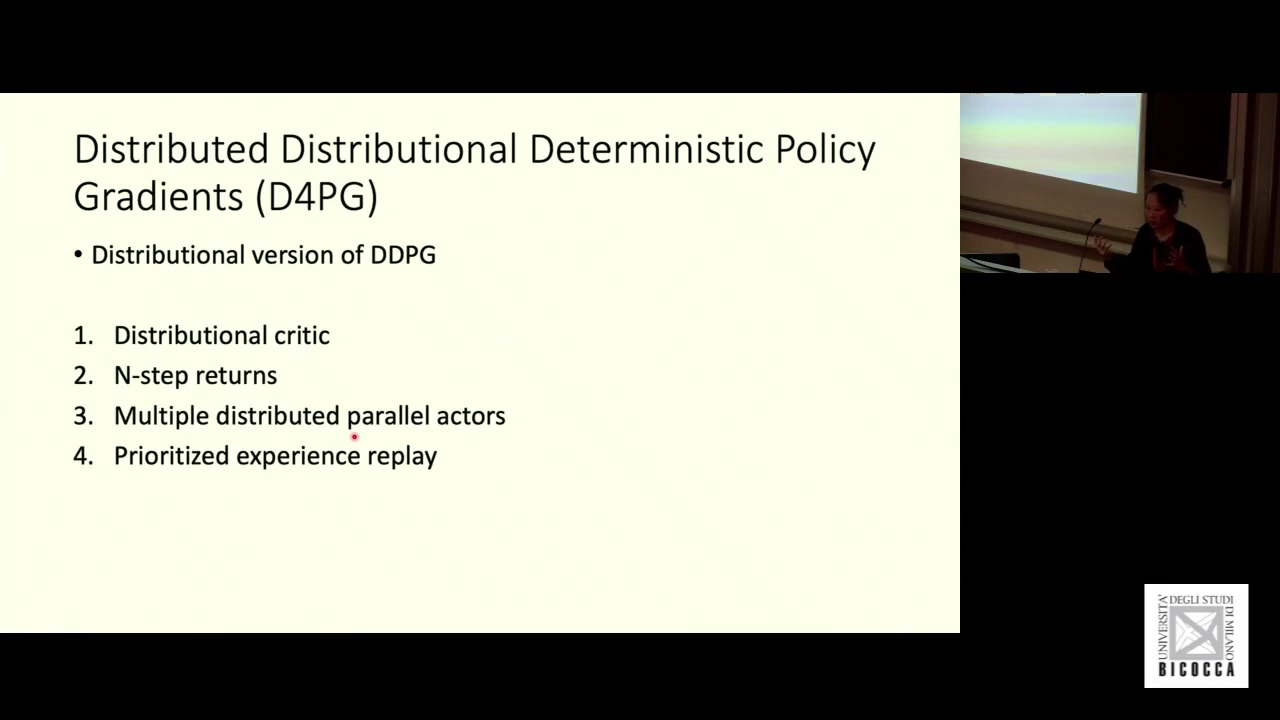 Distributed Distributional Deterministic Policy
Gradients (D4PG)
• Distributional version of DDPG
1. Distributional critic
2. N-step returns
3. Multiple distributed parallel actors
4. Prioritized experience replay
UNIVERSITÀ
DEGLI STUDI
DI MILANO
BICOCCA